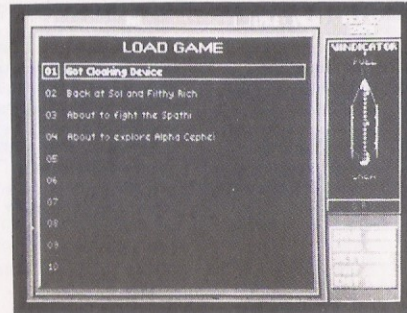 LOAD GAME
01 Got Cloaking Device
02 Back at Sol and Filthy Rich
03 About to fight the Spathi
04 About to explore Alpha Cephei
05
06
07
08
09
10
VINDICATOR
FULL